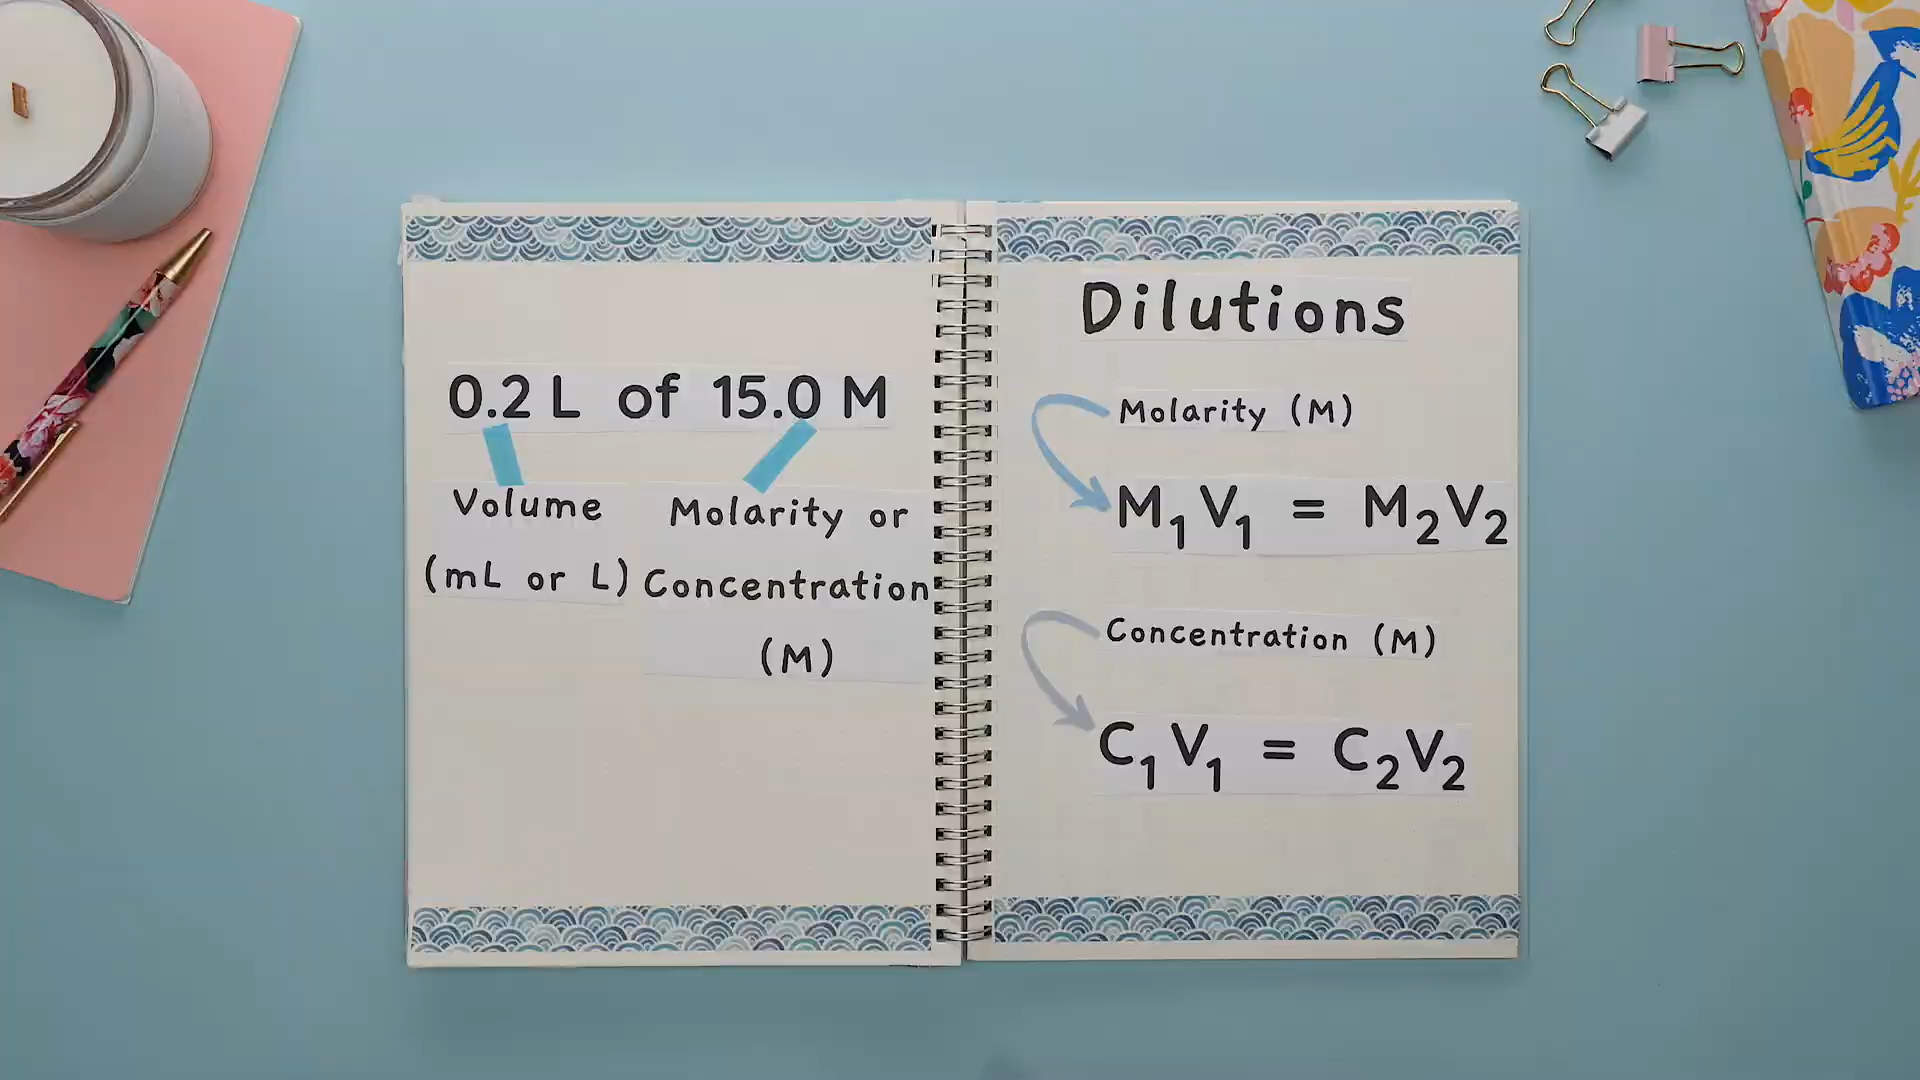 0.2 L of 15.0 M
Volume
(mL or L)
Molarity or
Concentration
(M)
Dilutions
Molarity (M)
M₁V₁ = M₂V₂
Concentration (M)
C₁V₁ = C₂V₂